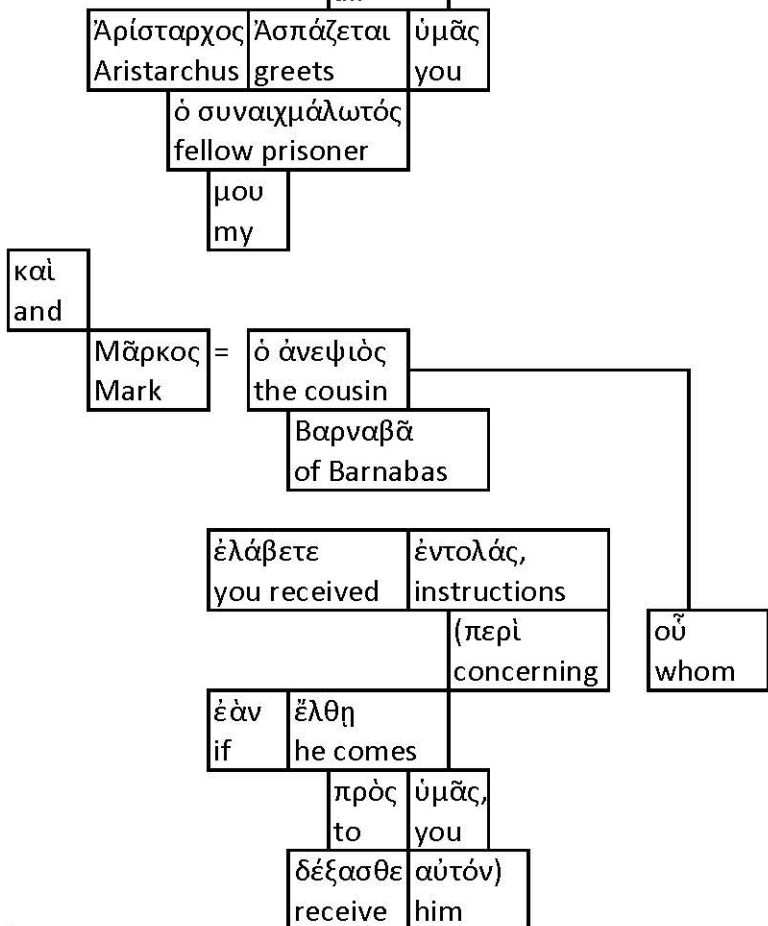 Ἀρίσταρχος Ἀσπάζεται ὑμᾶς
Aristarchus greets you
ὁ συναιχμάλωτός
fellow prisoner
μου
my
καὶ
and
Μᾶρκος = ὁ ἀνεψιὸς
Mark the cousin
Βαρναβᾶ
of Barnabas
ἐλάβετε ἐντολάς,
you received instructions
(περὶ οὗ
concerning whom
ἐὰν ἔλθῃ
if he comes
πρὸς ὑμᾶς,
to you
δέξασθε αὐτόν)
receive him